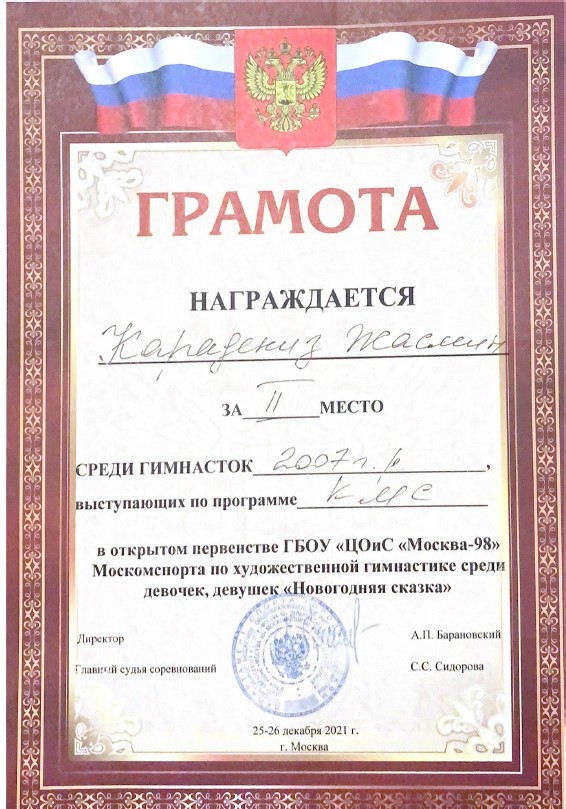 ГРАМОТА
НАГРАЖДАЕТСЯ
Карадениз Жасмин
ЗА II МЕСТО
СРЕДИ ГИМНАСТОК 2007 г.р.,
выступающих по программе КМС
в открытом первенстве ГБОУ «ЦОиС «Москва-98»
Москомспорта по художественной гимнастике среди
девочек, девушек «Новогодняя сказка»
Директор А.П. Барановский
Главный судья соревнований С.С. Сидорова
25-26 декабря 2021 г.
г. Москва